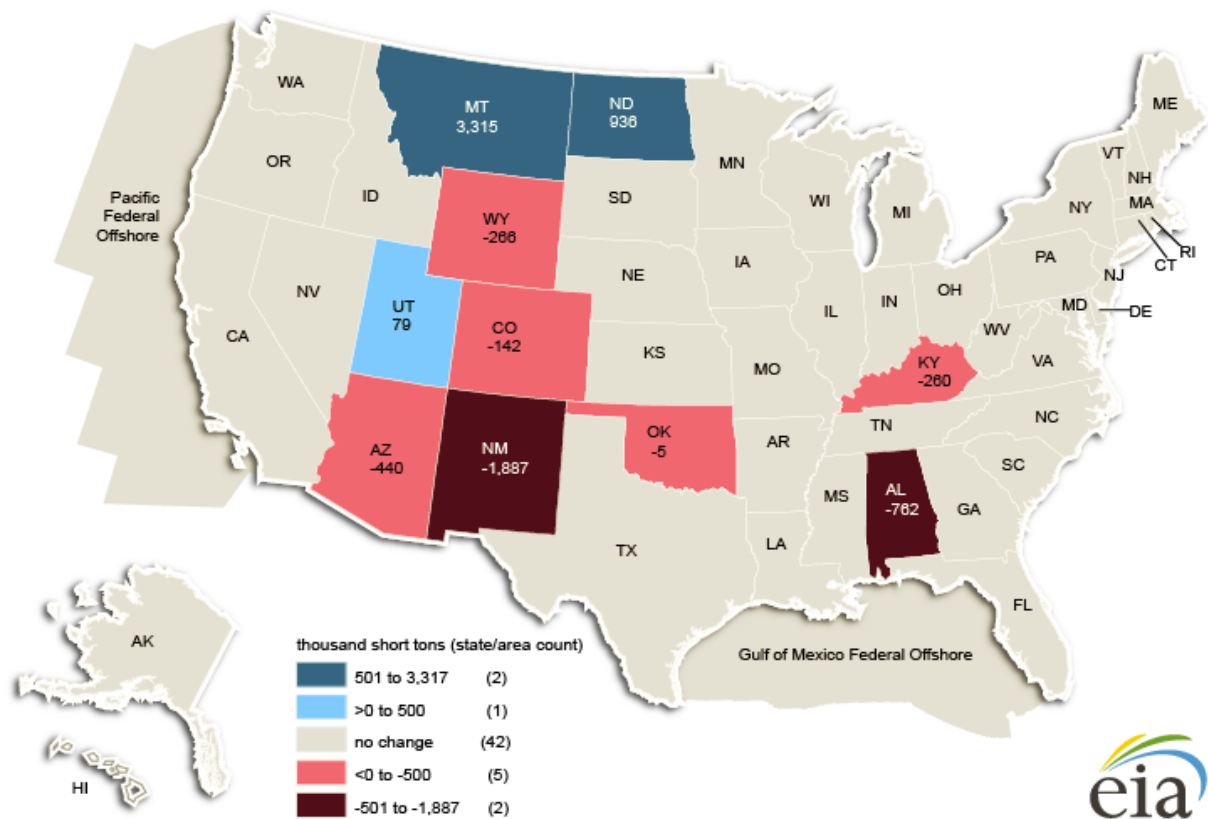 WA
MT
3,315
ND
936
ME
OR
ID
MN
VT
NH
Pacific
Federal
Offshore
WY
-266
SD
WI
MI
NY
MA
RI
CT
NV
UT
79
NE
IA
PA
NJ
CA
CO
-142
IL
IN
OH
MD
DE
KS
MO
WV
KY
-260
VA
AZ
-440
NM
-1,887
OK
-5
AR
TN
NC
SC
MS
AL
-762
GA
TX
LA
FL
AK
HI
Gulf of Mexico Federal Offshore
thousand short tons (state/area count)
501 to 3,317 (2)
>0 to 500 (1)
no change (42)
<0 to -500 (5)
-501 to -1,887 (2)
eia